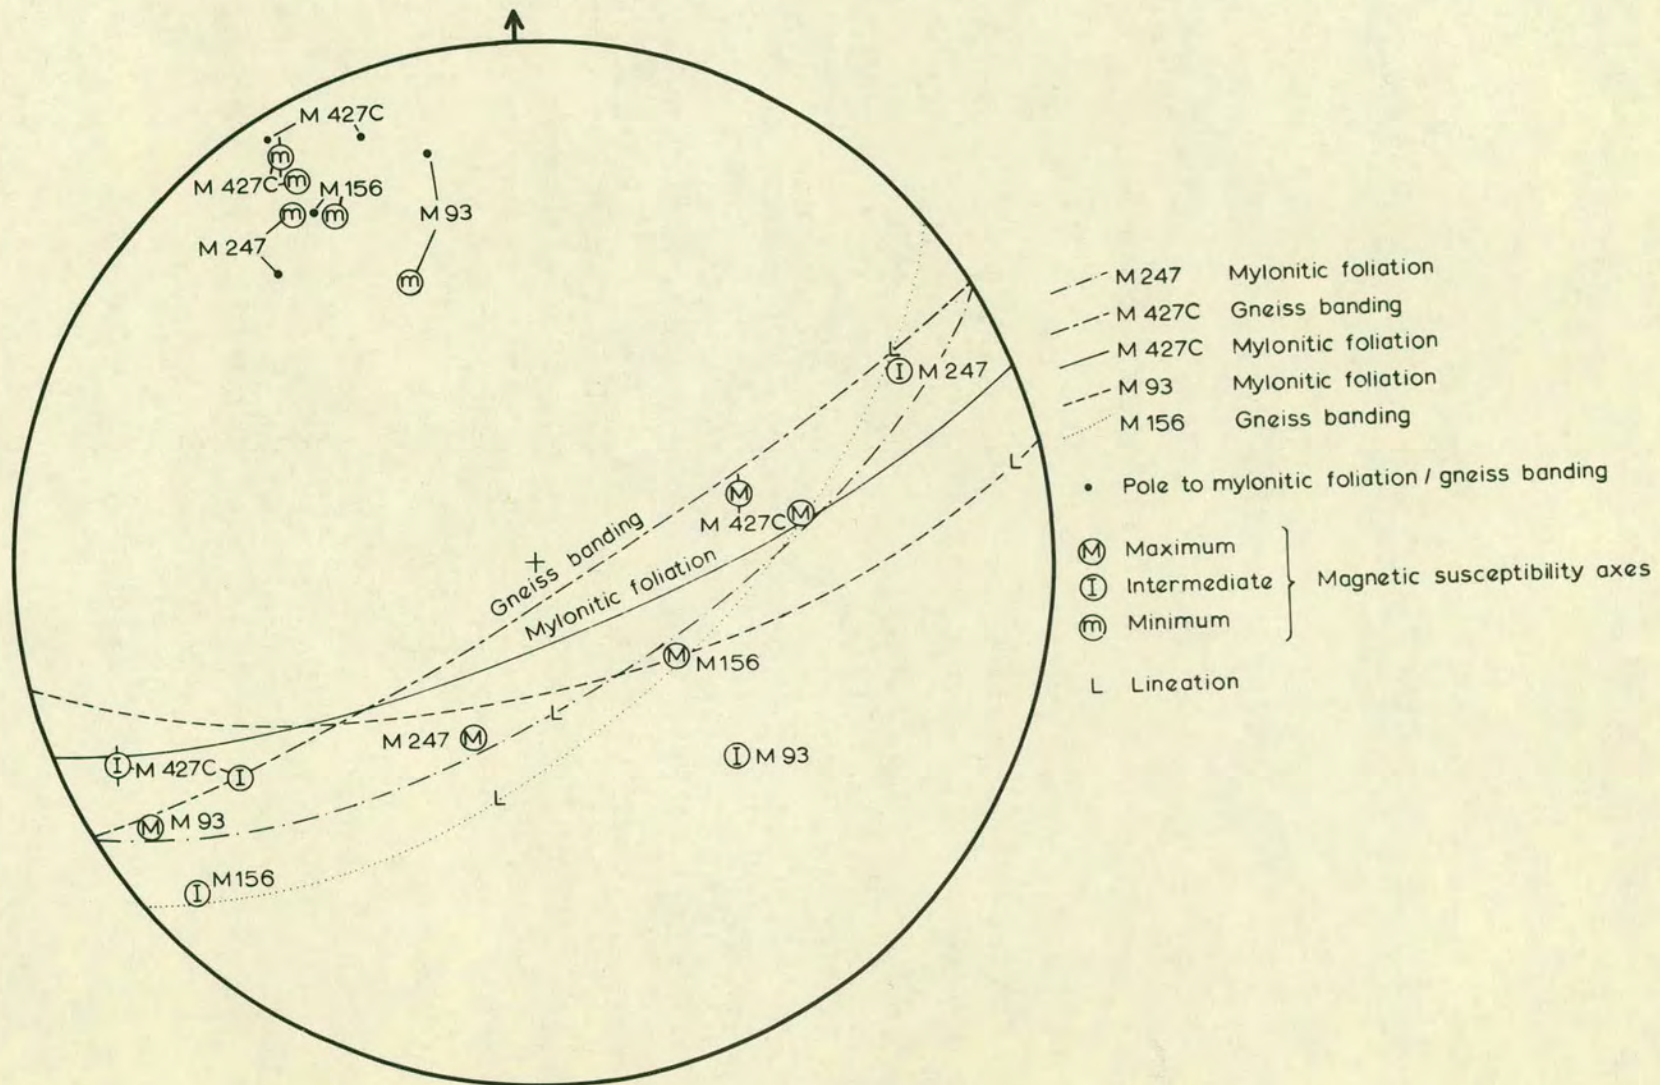 M 427C
m
M 427C m M 156
m m
M 93
M 247
m
L
I M 247
L
M
M 427C M
Gneiss banding
Mylonitic foliation
M M 156
L
M 247 M
I M 93
I M 427C I
L
M M 93
I M 156
M 247 Mylonitic foliation
M 427C Gneiss banding
M 427C Mylonitic foliation
M 93 Mylonitic foliation
M 156 Gneiss banding
Pole to mylonitic foliation / gneiss banding
M Maximum
I Intermediate
m Minimum
Magnetic susceptibility axes
L Lineation